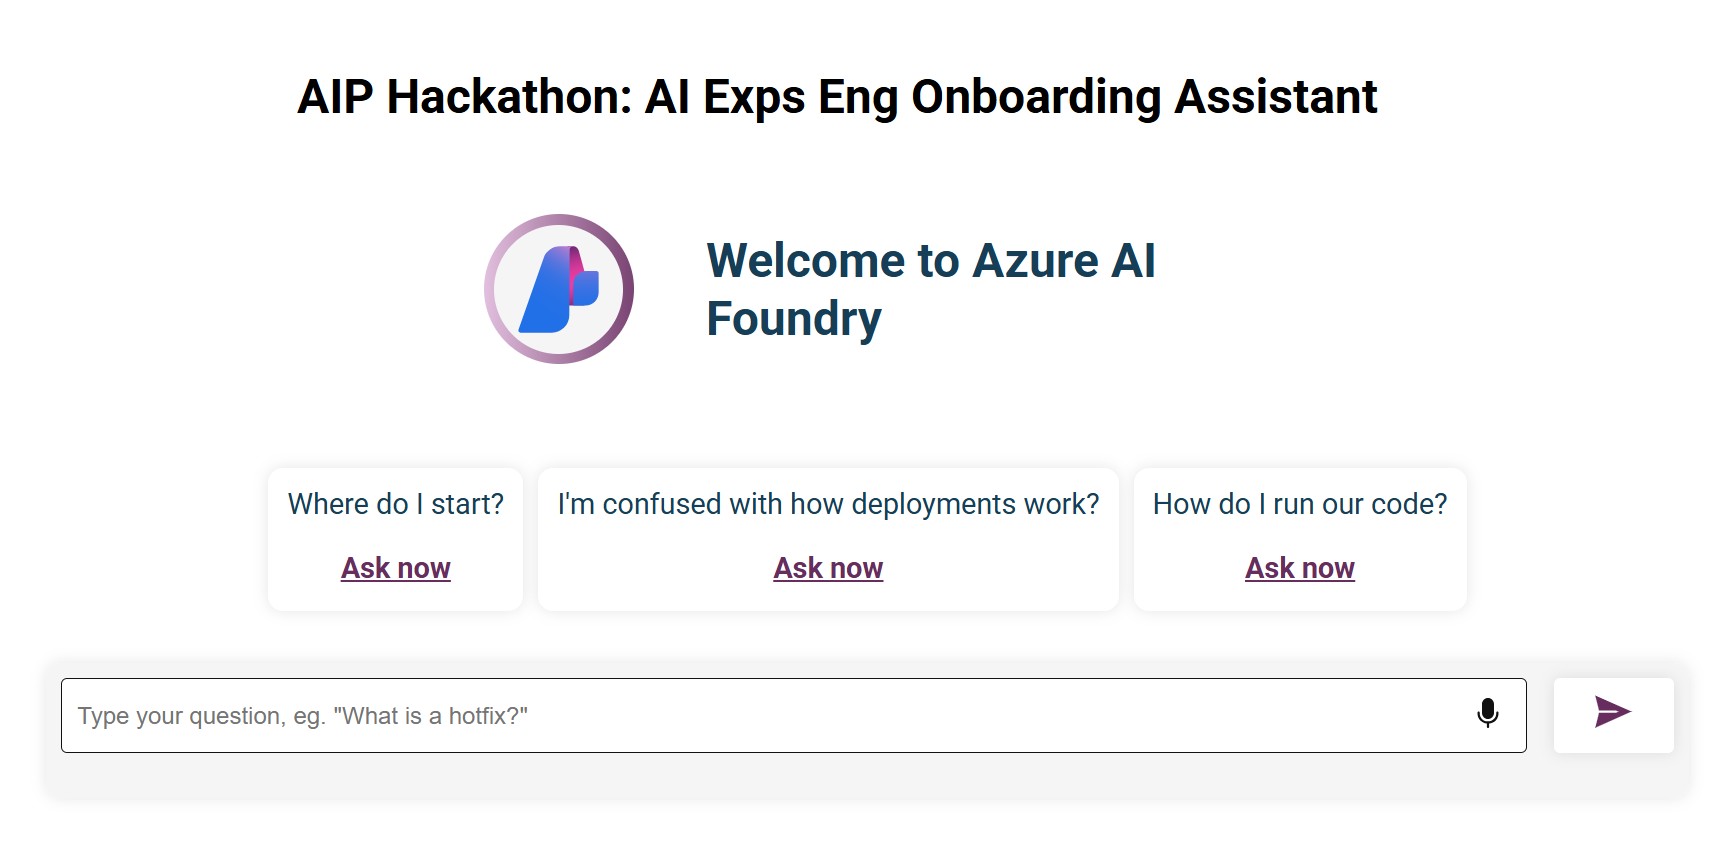 AIP Hackathon: AI Exps Eng Onboarding Assistant
Welcome to Azure AI
Foundry
Where do I start?
Ask now
I'm confused with how deployments work?
Ask now
How do I run our code?
Ask now
Type your question, eg. "What is a hotfix?"